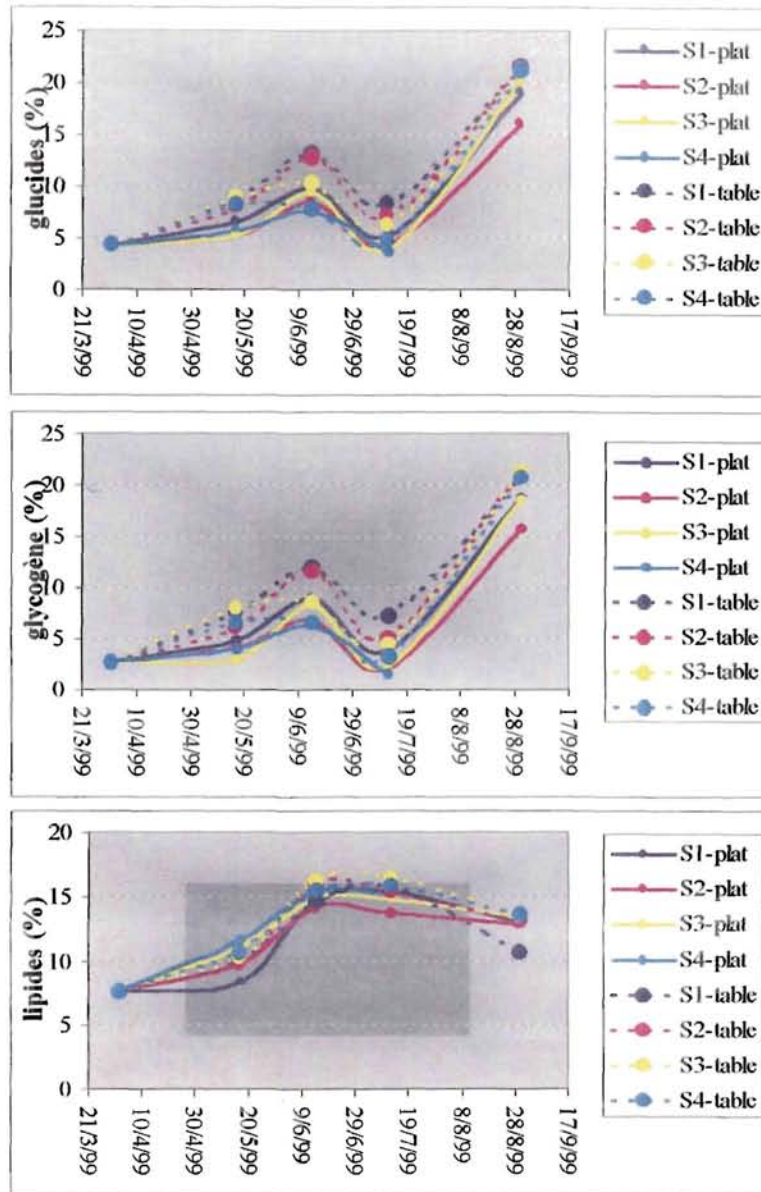 glucides (%)
25
20
15
10
5
0
21/3/99
10/4/99
30/4/99
20/5/99
9/6/99
29/6/99
19/7/99
8/8/99
28/8/99
17/9/99
S1-plat
S2-plat
S3-plat
S4-plat
S1-table
S2-table
S3-table
S4-table
glycogène (%)
25
20
15
10
5
0
21/3/99
10/4/99
30/4/99
20/5/99
9/6/99
29/6/99
19/7/99
8/8/99
28/8/99
17/9/99
S1-plat
S2-plat
S3-plat
S4-plat
S1-table
S2-table
S3-table
S4-table
lipides (%)
20
15
10
5
0
21/3/99
10/4/99
30/4/99
20/5/99
9/6/99
29/6/99
19/7/99
8/8/99
28/8/99
17/9/99
S1-plat
S2-plat
S3-plat
S4-plat
S1-table
S2-table
S3-table
S4-table